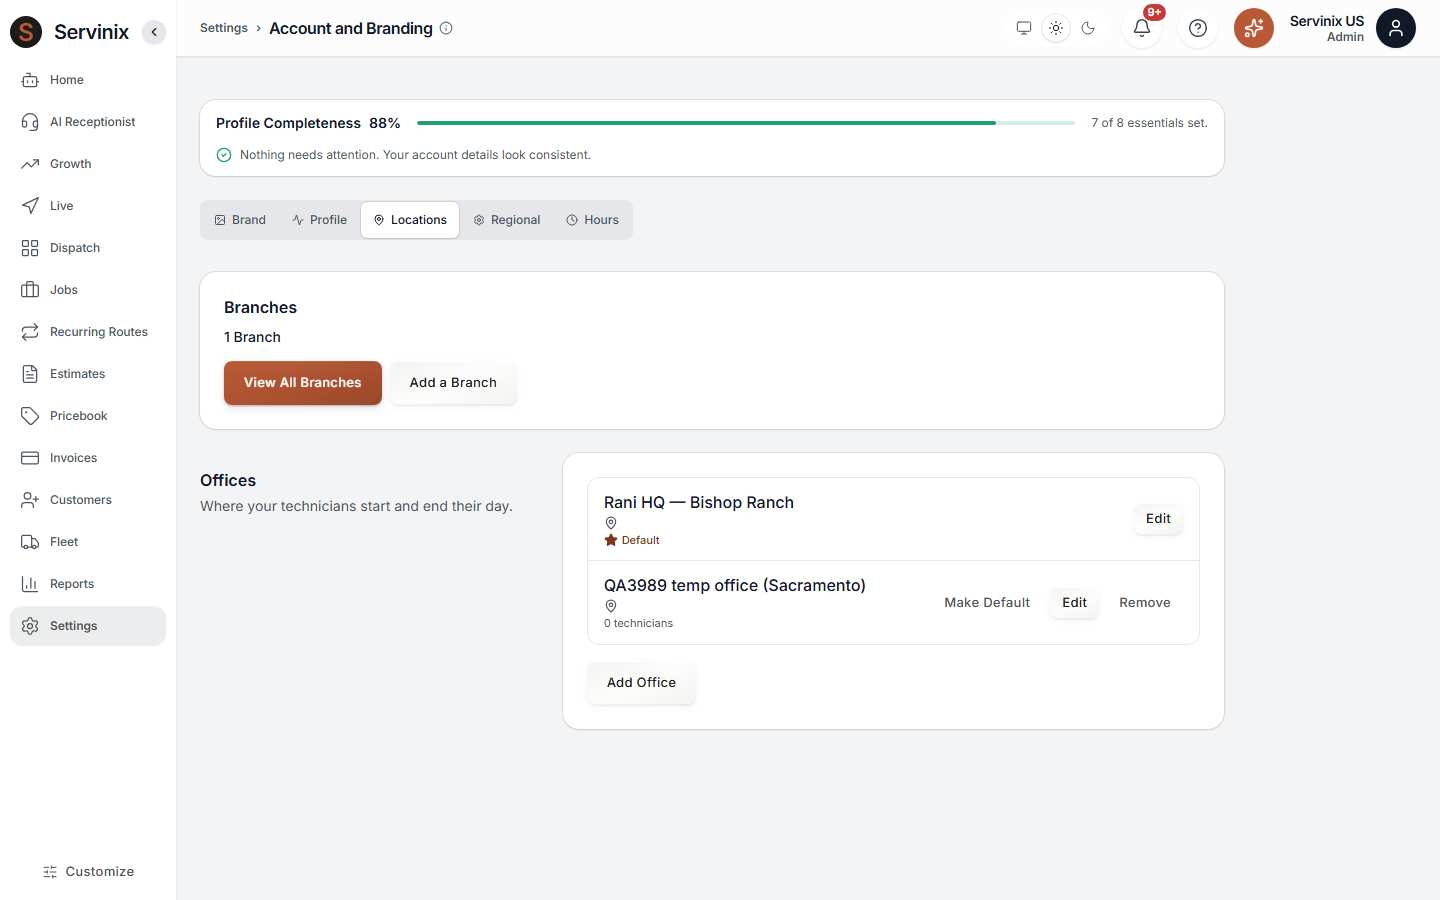 S
Servinix
Home
AI Receptionist
Growth
Live
Dispatch
Jobs
Recurring Routes
Estimates
Pricebook
Invoices
Customers
Fleet
Reports
Settings
Customize
Settings › Account and Branding
9+
Servinix US
Admin
Profile Completeness 88%
7 of 8 essentials set.
Nothing needs attention. Your account details look consistent.
Brand
Profile
Locations
Regional
Hours
Branches
1 Branch
View All Branches
Add a Branch
Offices
Where your technicians start and end their day.
Rani HQ — Bishop Ranch
Default
Edit
QA3989 temp office (Sacramento)
0 technicians
Make Default
Edit
Remove
Add Office